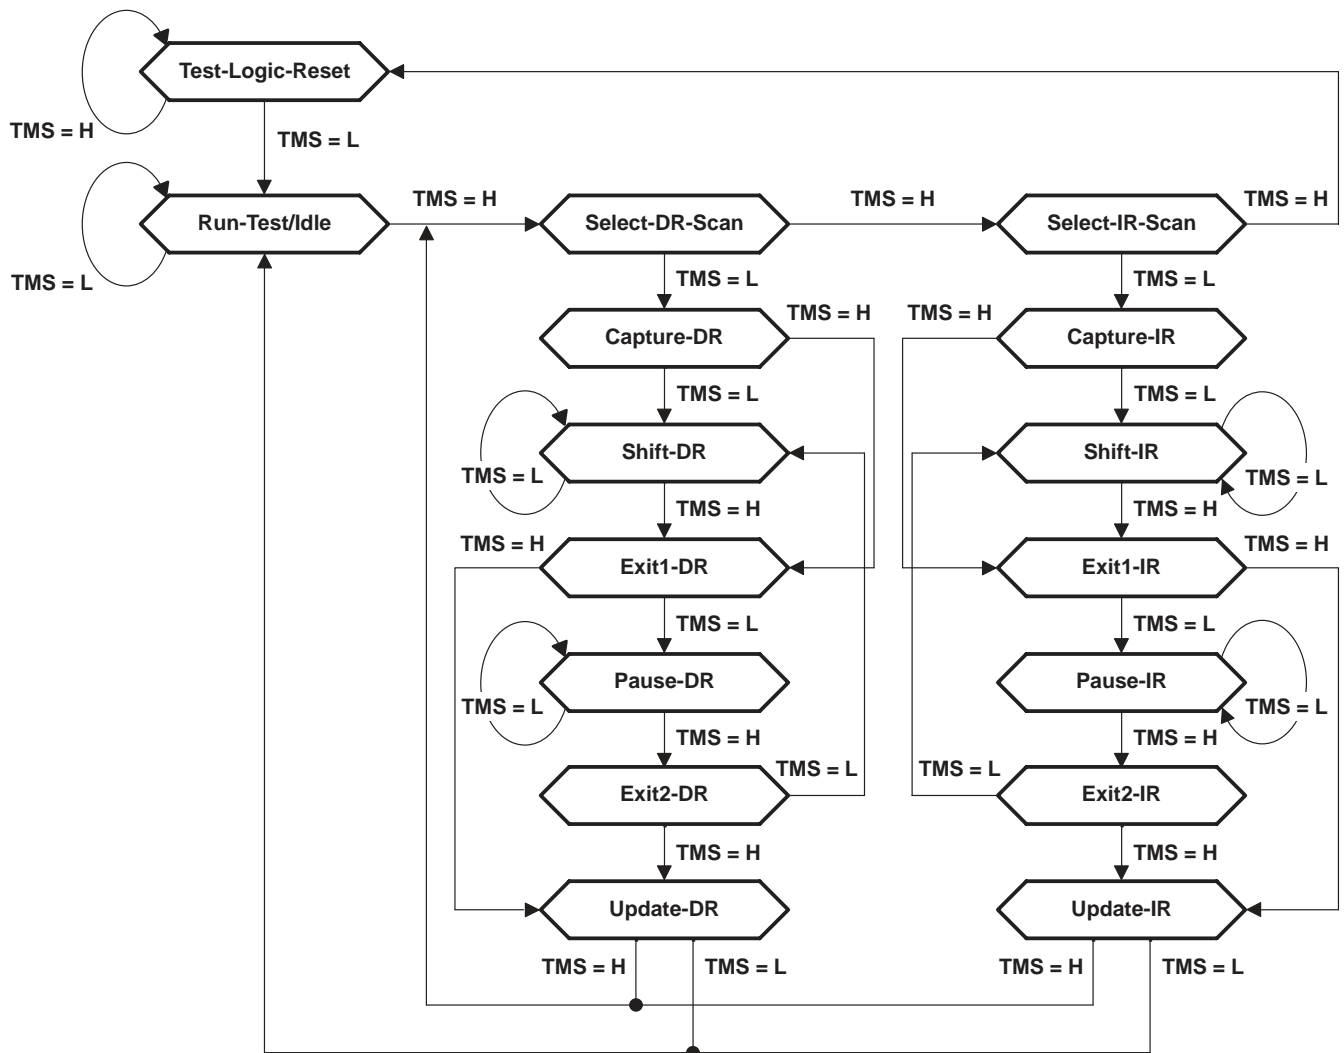 Test-Logic-Reset
TMS = H
TMS = L
TMS = H
TMS = H
TMS = H
Run-Test/Idle
Select-DR-Scan
Select-IR-Scan
TMS = L
TMS = L
TMS = L
TMS = H
TMS = H
Capture-DR
Capture-IR
TMS = L
TMS = L
Shift-DR
Shift-IR
TMS = L
TMS = L
TMS = H
TMS = H
TMS = H
TMS = H
Exit1-DR
Exit1-IR
TMS = L
TMS = L
Pause-DR
Pause-IR
TMS = L
TMS = L
TMS = H
TMS = H
TMS = L
TMS = L
Exit2-DR
Exit2-IR
TMS = H
TMS = H
Update-DR
Update-IR
TMS = H
TMS = L
TMS = H
TMS = L